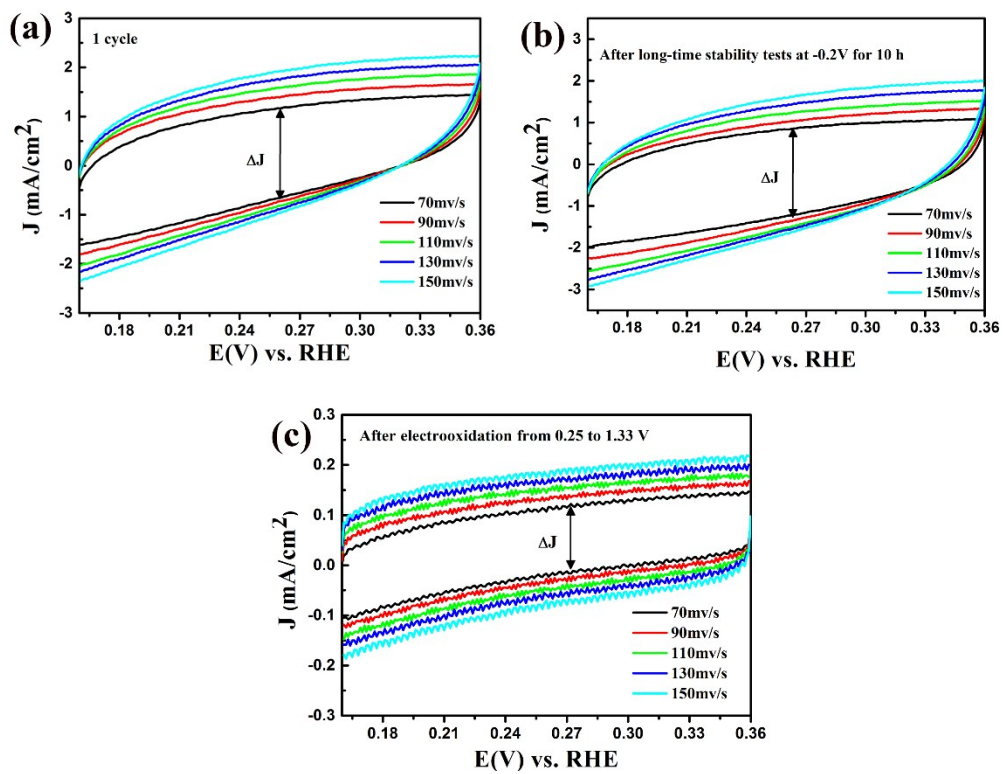 (a)
1 cycle
3
2
1
0
-1
-2
-3
J (mA/cm²)
ΔJ
70mv/s
90mv/s
110mv/s
130mv/s
150mv/s
0.18 0.21 0.24 0.27 0.30 0.33 0.36
E(V) vs. RHE
(b)
After long-time stability tests at -0.2V for 10 h
3
2
1
0
-1
-2
-3
J (mA/cm²)
ΔJ
70mv/s
90mv/s
110mv/s
130mv/s
150mv/s
0.18 0.21 0.24 0.27 0.30 0.33 0.36
E(V) vs. RHE
(c)
After electrooxidation from 0.25 to 1.33 V
0.3
0.2
0.1
0.0
-0.1
-0.2
-0.3
J (mA/cm²)
ΔJ
70mv/s
90mv/s
110mv/s
130mv/s
150mv/s
0.18 0.21 0.24 0.27 0.30 0.33 0.36
E(V) vs. RHE